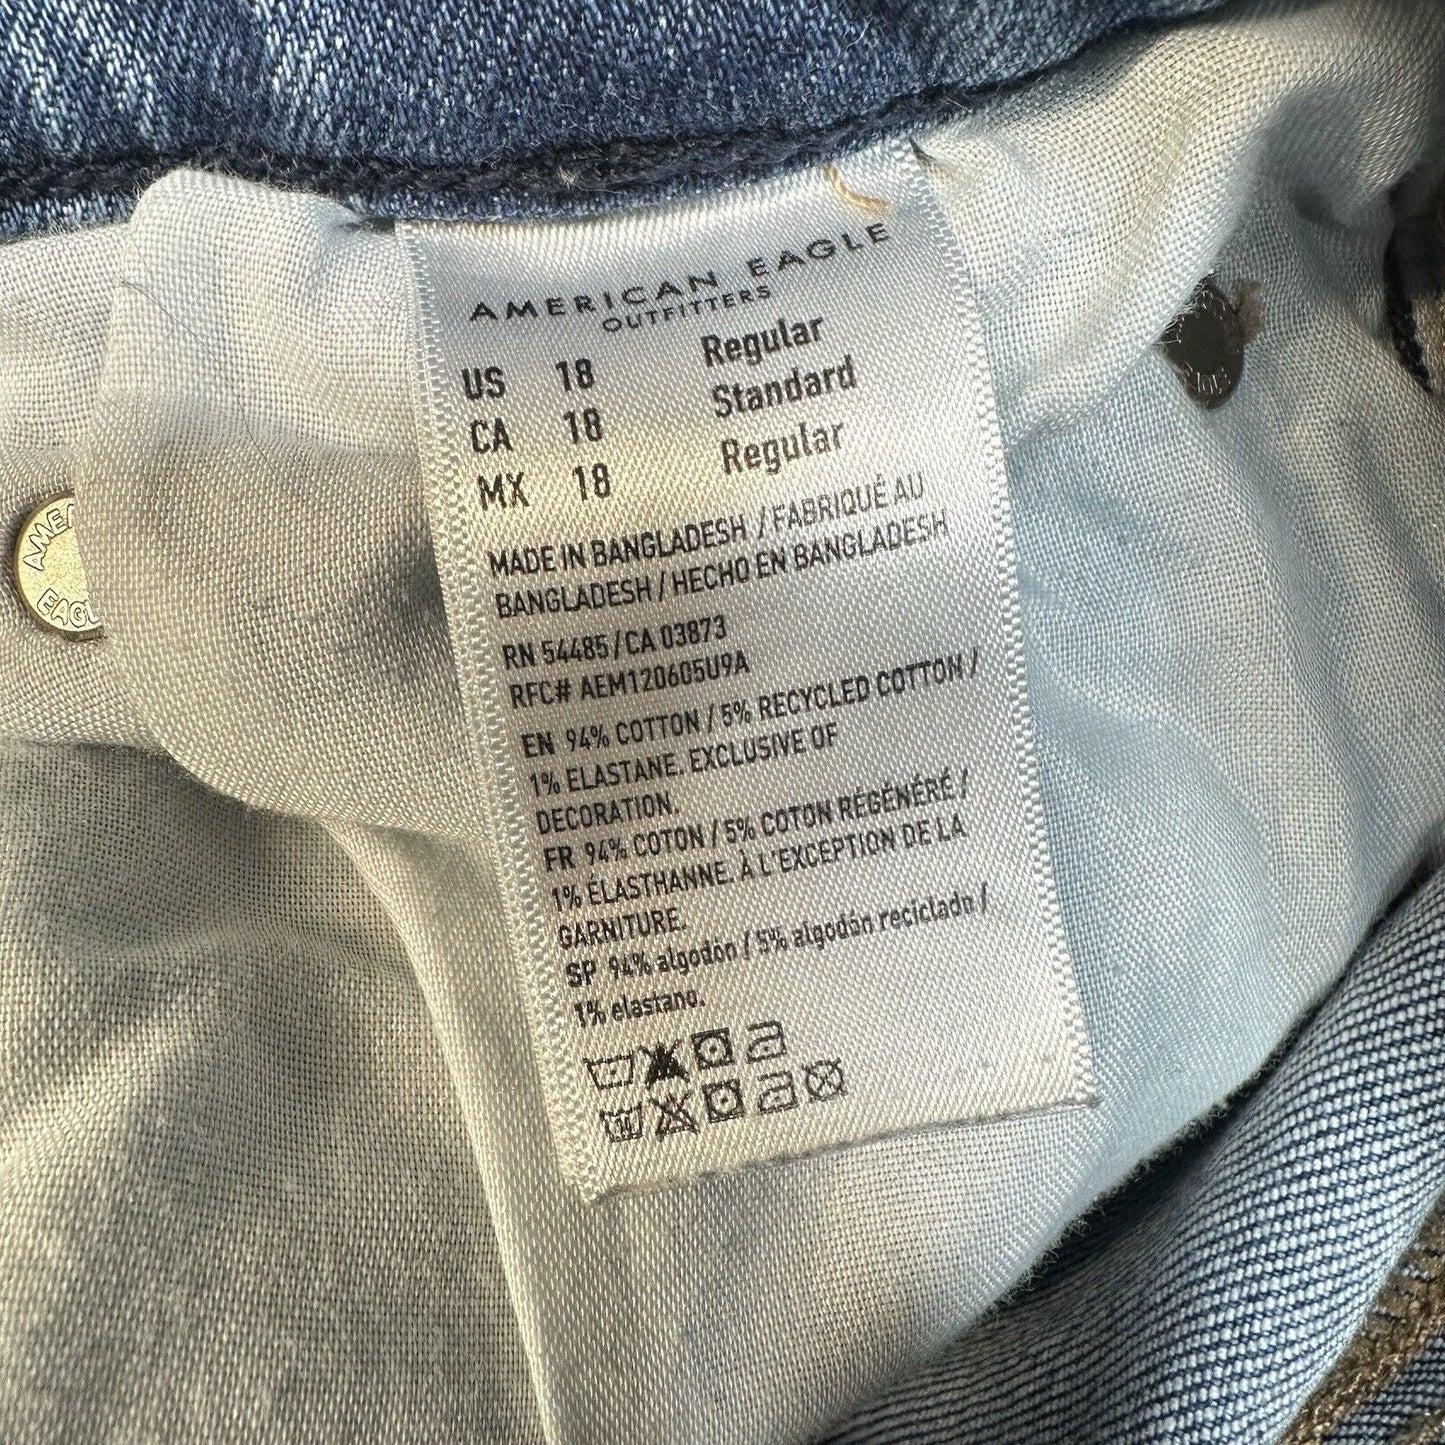 AMERICAN EAGLE
OUTFITTERS
US 18 Regular
CA 18 Standard
MX 18 Regular
MADE IN BANGLADESH / FABRIQUÉ AU
BANGLADESH / HECHO EN BANGLADESH
RN 54485 / CA 03873
RFC# AEM120605U9A
EN 94% COTTON / 5% RECYCLED COTTON /
1% ELASTANE. EXCLUSIVE OF
DECORATION.
FR 94% COTON / 5% COTON RÉGÉNÉRÉ /
1% ÉLASTHANNE. À L'EXCEPTION DE LA
GARNITURE.
SP 94% algodón / 5% algodón reciclado /
1% elastano.